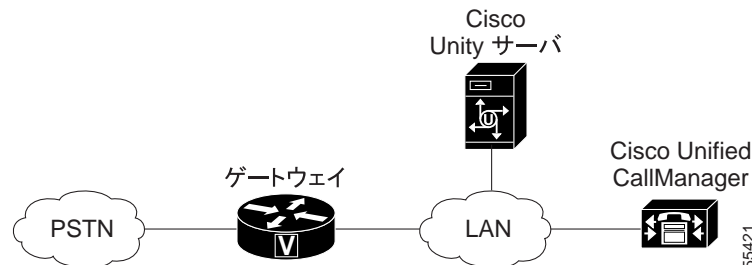 Cisco
Unity サーバ
Cisco Unified
CallManager
ゲートウェイ
PSTN
V
LAN
U